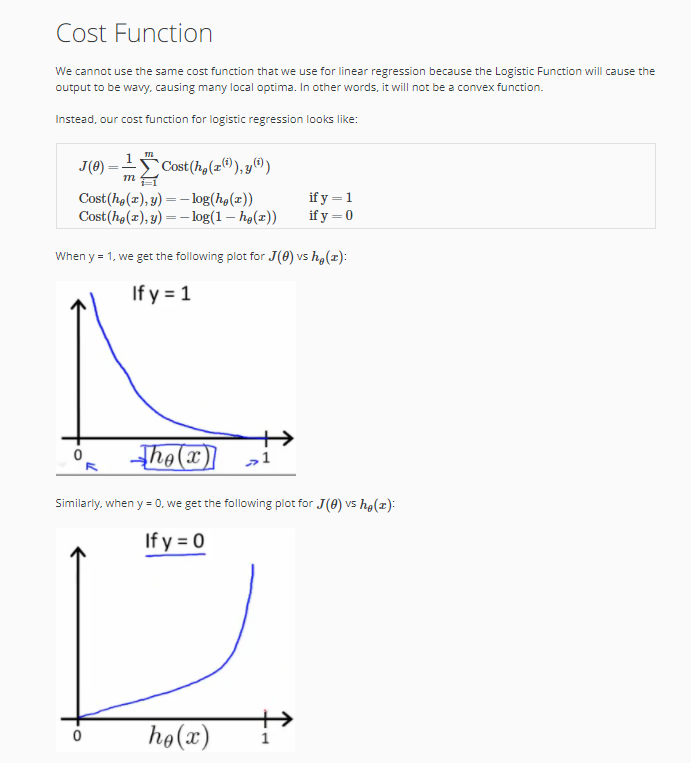 Cost Function
We cannot use the same cost function that we use for linear regression because the Logistic Function will cause the
output to be wavy, causing many local optima. In other words, it will not be a convex function.
Instead, our cost function for logistic regression looks like:
J(θ) = 1/m ∑_{i=1}^{m} Cost(h_θ(x^{(i)}), y^{(i)})
Cost(h_θ(x), y) = − log(h_θ(x)) if y = 1
Cost(h_θ(x), y) = − log(1 − h_θ(x)) if y = 0
When y = 1, we get the following plot for J(θ) vs h_θ(x):
If y = 1
0 h_θ(x) 1
Similarly, when y = 0, we get the following plot for J(θ) vs h_θ(x):
If y = 0
0 h_θ(x) 1